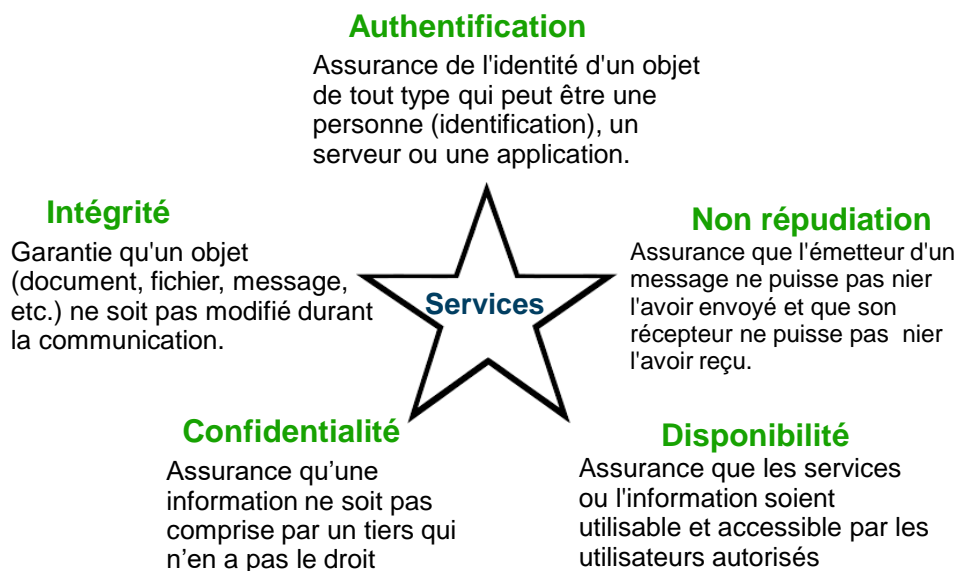 Authentification
Assurance de l'identité d'un objet
de tout type qui peut être une
personne (identification), un
serveur ou une application.
Intégrité
Garantie qu'un objet
(document, fichier, message,
etc.) ne soit pas modifié durant
la communication.
Services
Non répudiation
Assurance que l'émetteur d'un
message ne puisse pas nier
l'avoir envoyé et que son
récepteur ne puisse pas nier
l'avoir reçu.
Confidentialité
Assurance qu’une
information ne soit pas
comprise par un tiers qui
n’en a pas le droit
Disponibilité
Assurance que les services
ou l'information soient
utilisable et accessible par les
utilisateurs autorisés